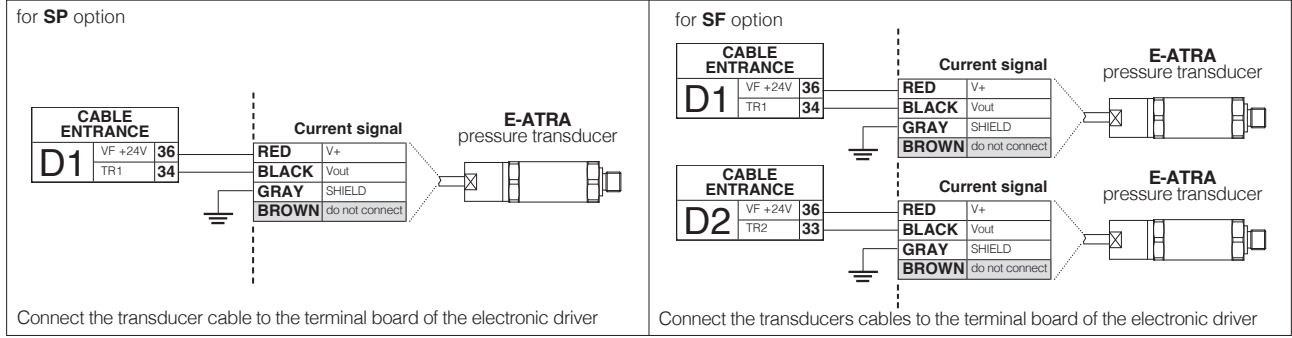 for SP option
CABLE
ENTRANCE
D1
VF +24V 36
TR1 34
Current signal
RED V+
BLACK Vout
GRAY SHIELD
BROWN do not connect
E-ATRA
pressure transducer
Connect the transducer cable to the terminal board of the electronic driver
for SF option
CABLE
ENTRANCE
D1
VF +24V 36
TR1 34
Current signal
RED V+
BLACK Vout
GRAY SHIELD
BROWN do not connect
E-ATRA
pressure transducer
CABLE
ENTRANCE
D2
VF +24V 36
TR2 33
Current signal
RED V+
BLACK Vout
GRAY SHIELD
BROWN do not connect
E-ATRA
pressure transducer
Connect the transducers cables to the terminal board of the electronic driver